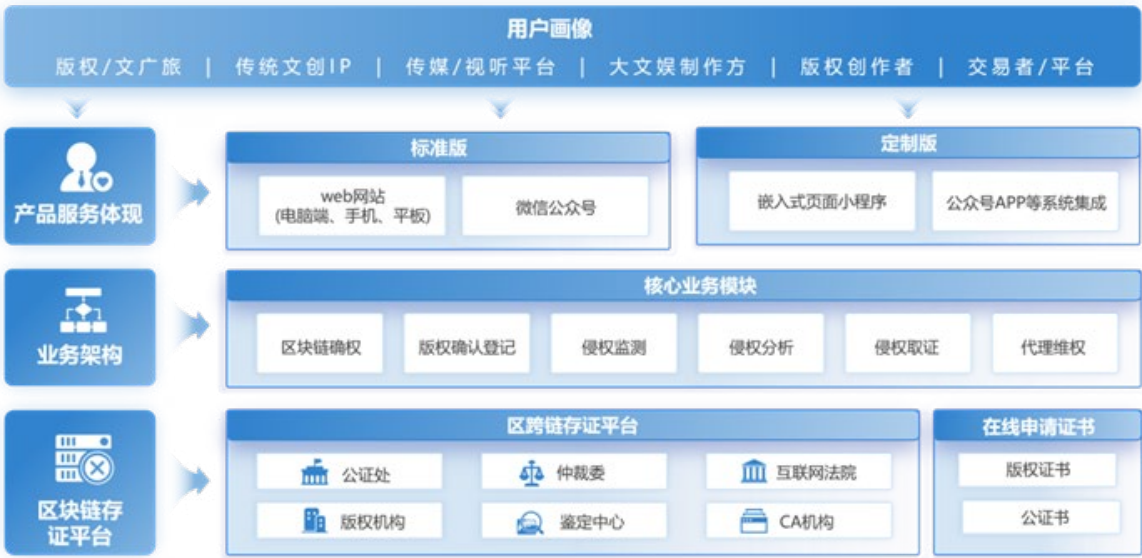 用户画像
版权/文广旅 | 传统文创IP | 传媒/视听平台 | 大文娱制作方 | 版权创作者 | 交易者/平台
产品服务体现
标准版
web网站
(电脑端、手机、平板)
微信公众号
定制版
嵌入式页面小程序
公众号APP等系统集成
业务架构
核心业务模块
区块链确权
版权确认登记
侵权监测
侵权分析
侵权取证
代理维权
区块链存
证平台
区跨链存证平台
公证处
仲裁委
互联网法院
版权机构
鉴定中心
CA机构
在线申请证书
版权证书
公证书